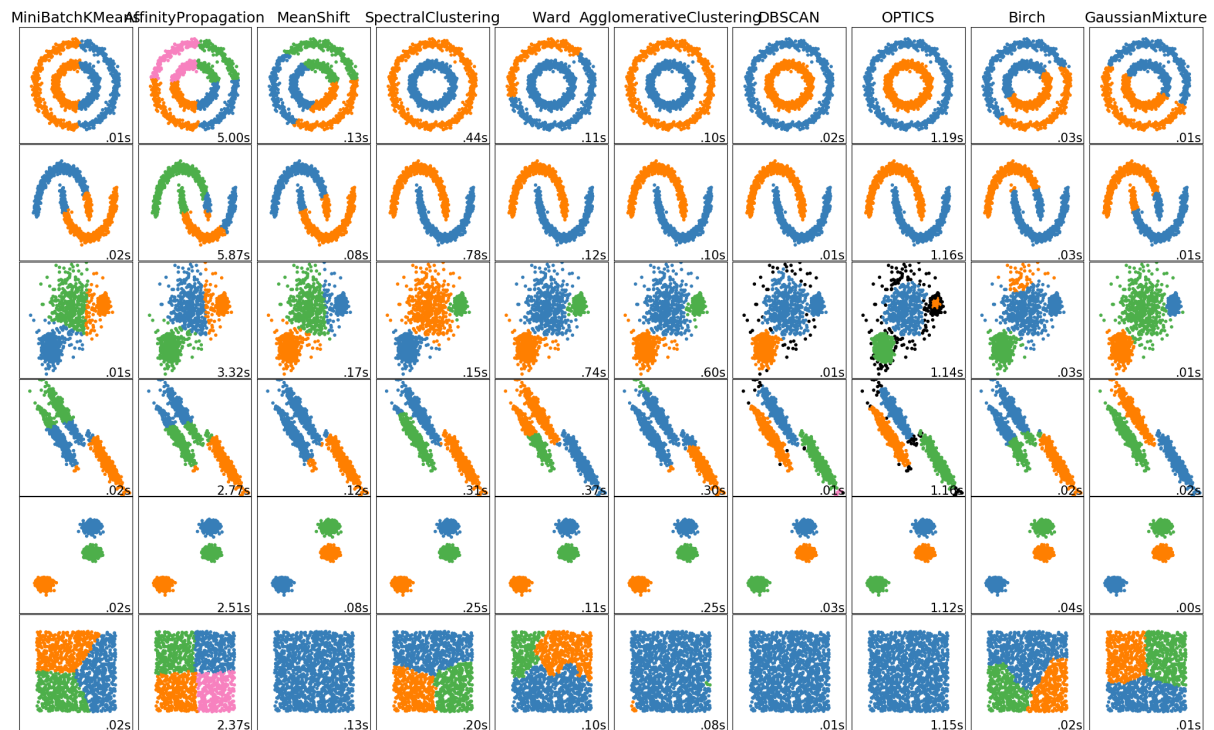 MiniBatchKMeans AffinityPropagation MeanShift SpectralClustering Ward AgglomerativeClustering DBSCAN OPTICS Birch GaussianMixture
.01s 5.00s .13s .44s .11s .10s .02s 1.19s .03s .01s
.02s 5.87s .08s .78s .12s .10s .01s 1.16s .03s .01s
.01s 3.32s .17s .15s .74s .60s .01s 1.14s .03s .01s
.02s 2.77s .12s .31s .37s .30s .01s 1.16s .02s .02s
.02s 2.51s .08s .25s .11s .25s .03s 1.12s .04s .00s
.02s 2.37s .13s .20s .10s .08s .01s 1.15s .02s .01s